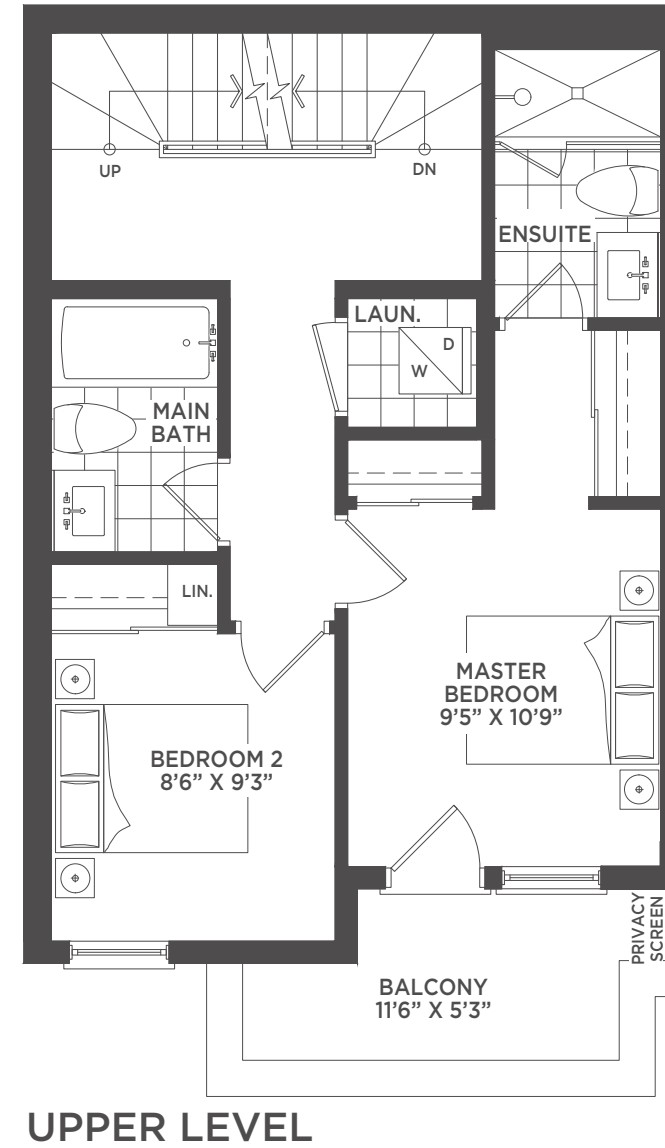 UP
DN
ENSUITE
LAUN.
D
W
MAIN
BATH
LIN.
MASTER
BEDROOM
9’5” X 10’9”
BEDROOM 2
8’6” X 9’3”
PRIVACY
SCREEN
BALCONY
11’6” X 5’3”
UPPER LEVEL